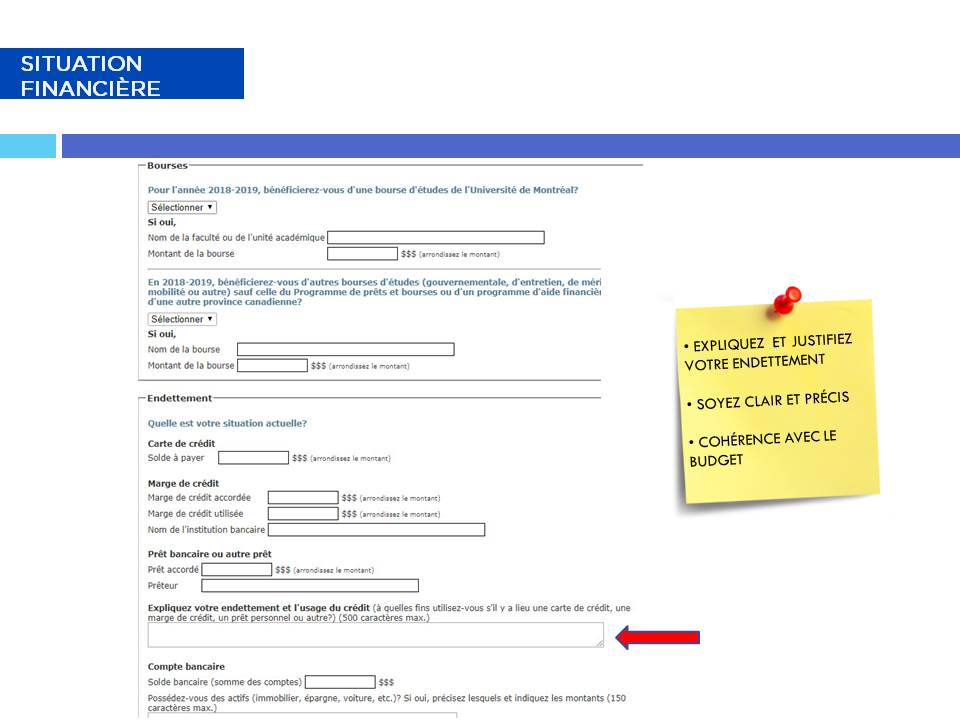 SITUATION
FINANCIÈRE
Bourses
Pour l'année 2018-2019, bénéficierez-vous d'une bourse d'études de l'Université de Montréal?
Sélectionner ▼
Si oui,
Nom de la faculté ou de l'unité académique
Montant de la bourse $$$ (arrondissez le montant)
En 2018-2019, bénéficierez-vous d'autres bourses d'études (gouvernementale, d'entretien, de méri
mobilité ou autre) sauf celle du Programme de prêts et bourses ou d'un programme d'aide financiè
d'une autre province canadienne?
Sélectionner ▼
Si oui,
Nom de la bourse
Montant de la bourse $$$ (arrondissez le montant)
Endettement
Quelle est votre situation actuelle?
Carte de crédit
Solde à payer $$$ (arrondissez le montant)
Marge de crédit
Marge de crédit accordée $$$ (arrondissez le montant)
Marge de crédit utilisée $$$ (arrondissez le montant)
Nom de l'institution bancaire
Prêt bancaire ou autre prêt
Prêt accordé $$$ (arrondissez le montant)
Prêteur
Expliquez votre endettement et l'usage du crédit (à quelles fins utilisez-vous s'il y a lieu une carte de crédit, une
marge de crédit, un prêt personnel ou autre?) (500 caractères max.)
Compte bancaire
Solde bancaire (somme des comptes) $$$
Possédez-vous des actifs (immobilier, épargne, voiture, etc.)? Si oui, précisez lesquels et indiquez les montants (150
caractères max.)
• EXPLIQUEZ ET JUSTIFIEZ
VOTRE ENDETTEMENT
• SOYEZ CLAIR ET PRÉCIS
• COHÉRENCE AVEC LE
BUDGET